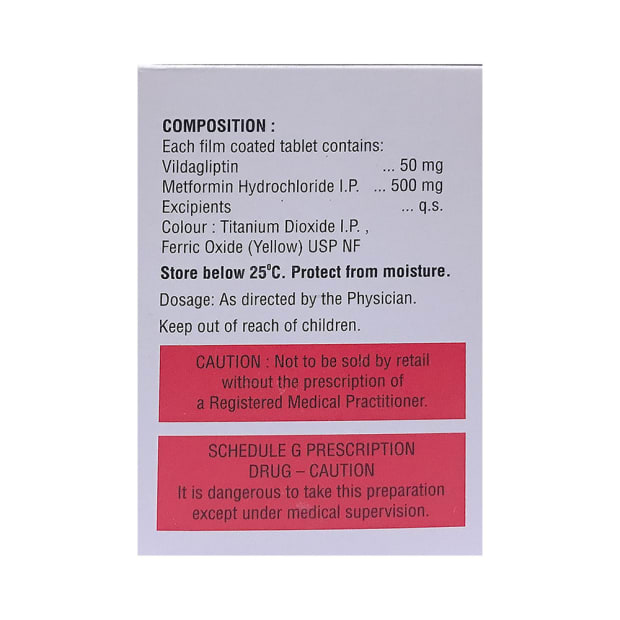 COMPOSITION :
Each film coated tablet contains:
Vildagliptin ... 50 mg
Metformin Hydrochloride I.P. ... 500 mg
Excipients ... q.s.
Colour : Titanium Dioxide I.P. ,
Ferric Oxide (Yellow) USP NF
Store below 25⁰C. Protect from moisture.
Dosage: As directed by the Physician.
Keep out of reach of children.
CAUTION : Not to be sold by retail
without the prescription of
a Registered Medical Practitioner.
SCHEDULE G PRESCRIPTION
DRUG – CAUTION
It is dangerous to take this preparation
except under medical supervision.